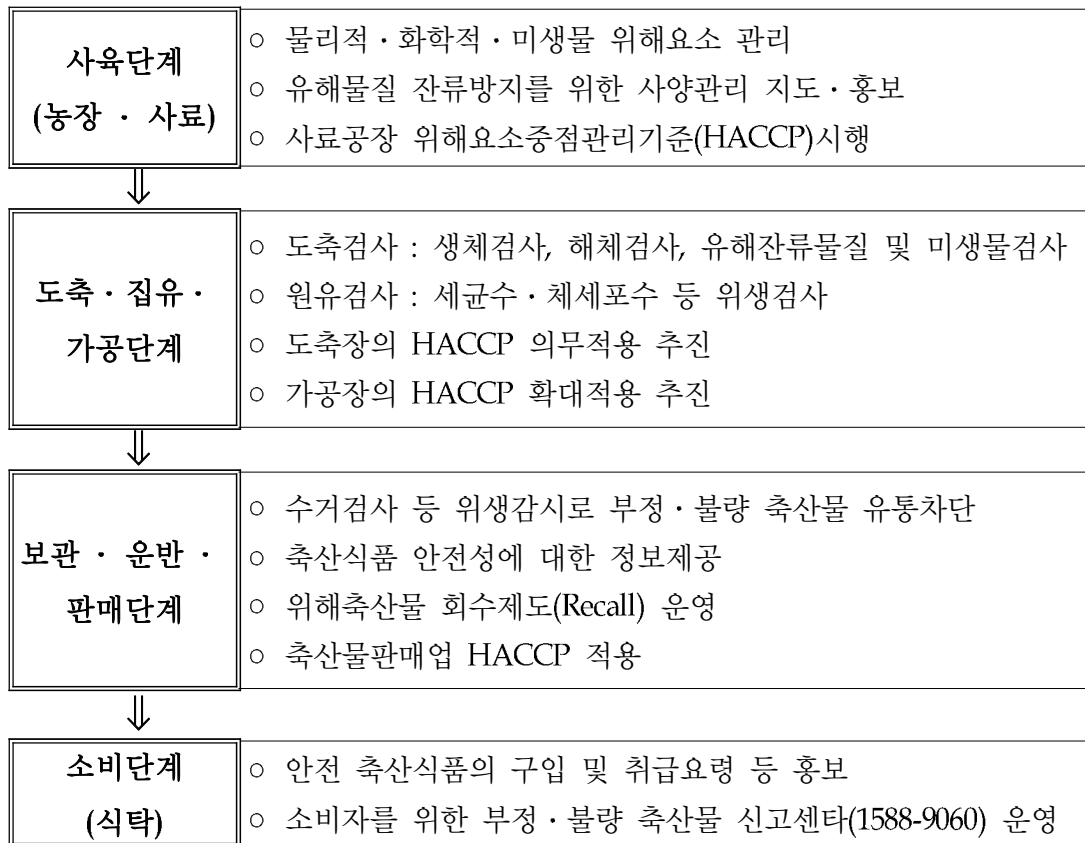 사육단계
(농장 · 사료)
○ 물리적·화학적·미생물 위해요소 관리
○ 유해물질 잔류방지를 위한 사양관리 지도·홍보
○ 사료공장 위해요소중점관리기준(HACCP)시행
⇓
도축·집유·
가공단계
○ 도축검사 : 생체검사, 해체검사, 유해잔류물질 및 미생물검사
○ 원유검사 : 세균수·체세포수 등 위생검사
○ 도축장의 HACCP 의무적용 추진
○ 가공장의 HACCP 확대적용 추진
⇓
보관 · 운반 ·
판매단계
○ 수거검사 등 위생감시로 부정·불량 축산물 유통차단
○ 축산식품 안전성에 대한 정보제공
○ 위해축산물 회수제도(Recall) 운영
○ 축산물판매업 HACCP 적용
⇓
소비단계
(식탁)
○ 안전 축산식품의 구입 및 취급요령 등 홍보
○ 소비자를 위한 부정·불량 축산물 신고센타(1588-9060) 운영